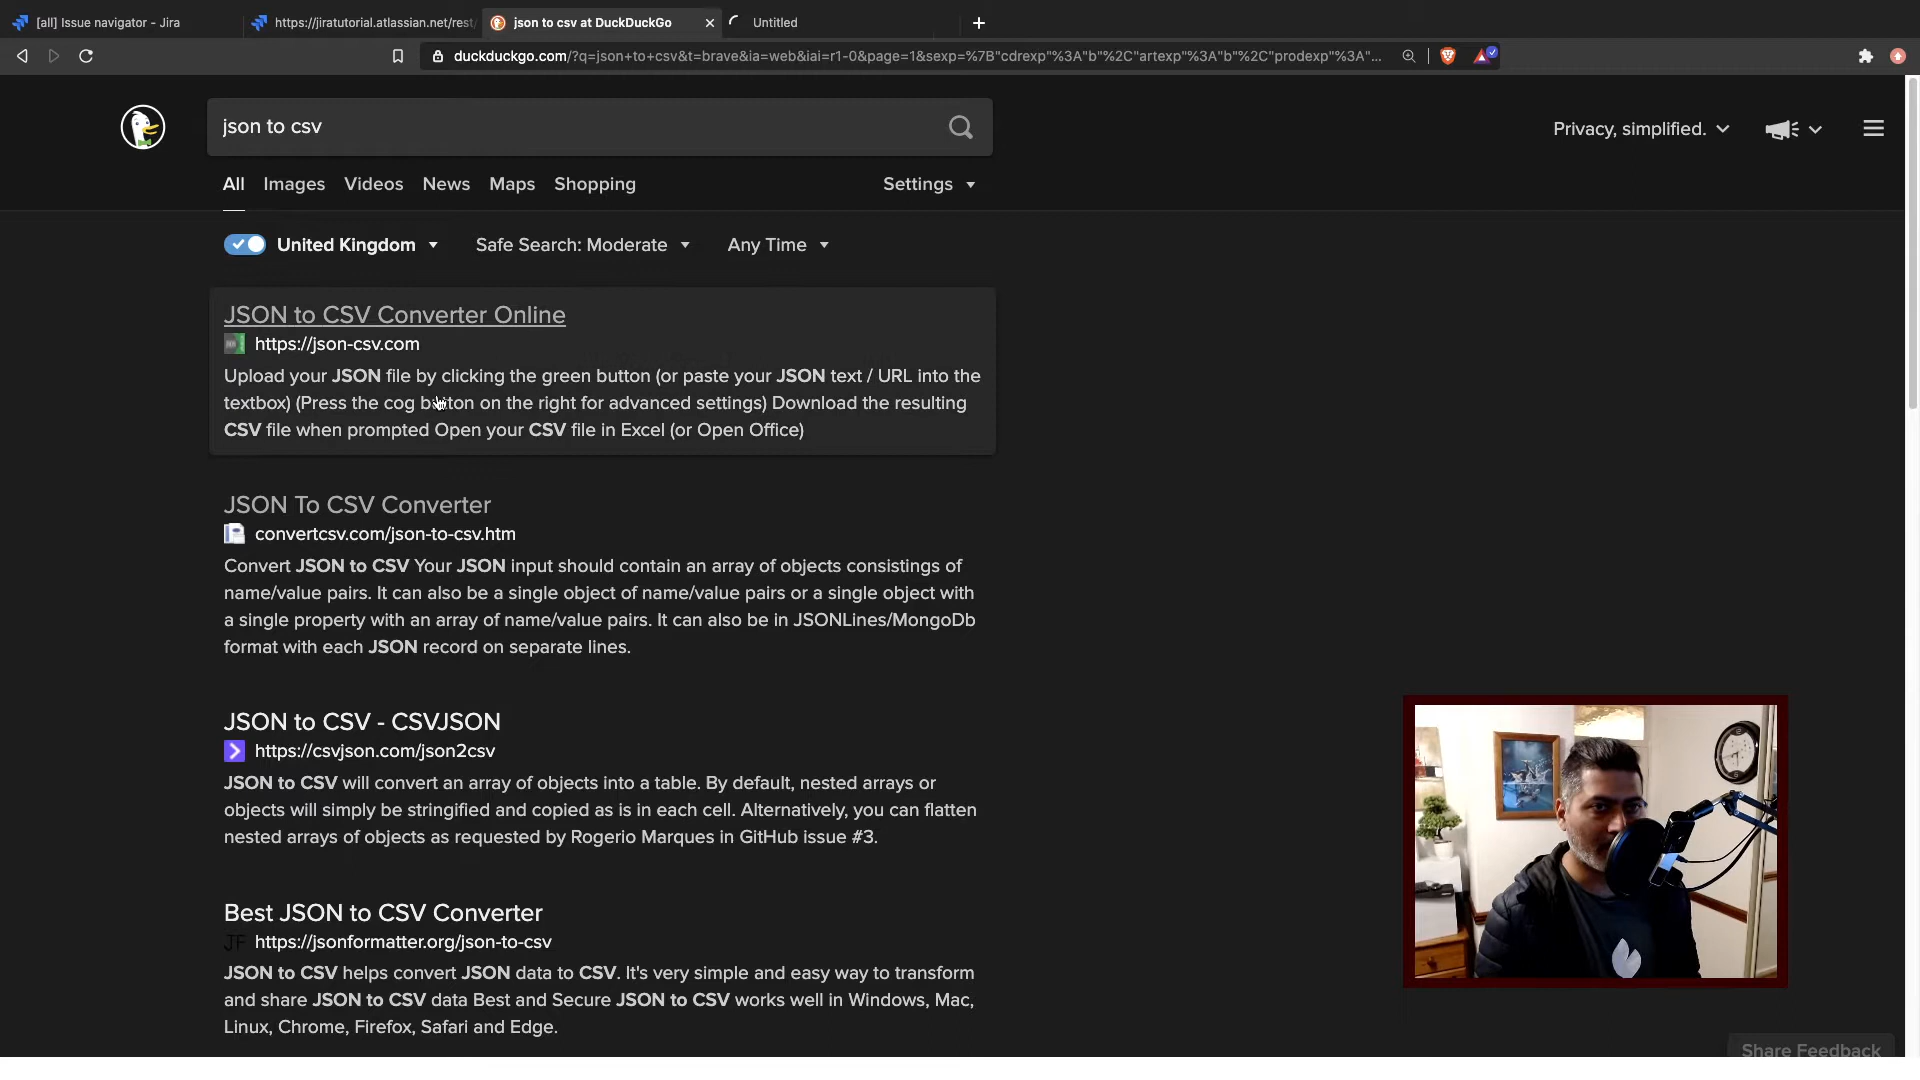 [all] Issue navigator - Jira
https://jiratutorial.atlassian.net/rest
json to csv at DuckDuckGo
Untitled
duckduckgo.com/?q=json+to+csv&t=brave&ia=web&iai=r1-0&page=1&sexp=%7B"cdrexp"%3A"b"%2C"artexp"%3A"b"%2C"prodexp"%3A"...
json to csv
Privacy, simplified.
All Images Videos News Maps Shopping
Settings
United Kingdom
Safe Search: Moderate
Any Time
JSON to CSV Converter Online
https://json-csv.com
Upload your JSON file by clicking the green button (or paste your JSON text / URL into the
textbox) (Press the cog button on the right for advanced settings) Download the resulting
CSV file when prompted Open your CSV file in Excel (or Open Office)
JSON To CSV Converter
convertcsv.com/json-to-csv.htm
Convert JSON to CSV Your JSON input should contain an array of objects consistings of
name/value pairs. It can also be a single object of name/value pairs or a single object with
a single property with an array of name/value pairs. It can also be in JSONLines/MongoDb
format with each JSON record on separate lines.
JSON to CSV - CSVJSON
https://csvjson.com/json2csv
JSON to CSV will convert an array of objects into a table. By default, nested arrays or
objects will simply be stringified and copied as is in each cell. Alternatively, you can flatten
nested arrays of objects as requested by Rogerio Marques in GitHub issue #3.
Best JSON to CSV Converter
JF
https://jsonformatter.org/json-to-csv
JSON to CSV helps convert JSON data to CSV. It's very simple and easy way to transform
and share JSON to CSV data Best and Secure JSON to CSV works well in Windows, Mac,
Linux, Chrome, Firefox, Safari and Edge.
Share Feedback